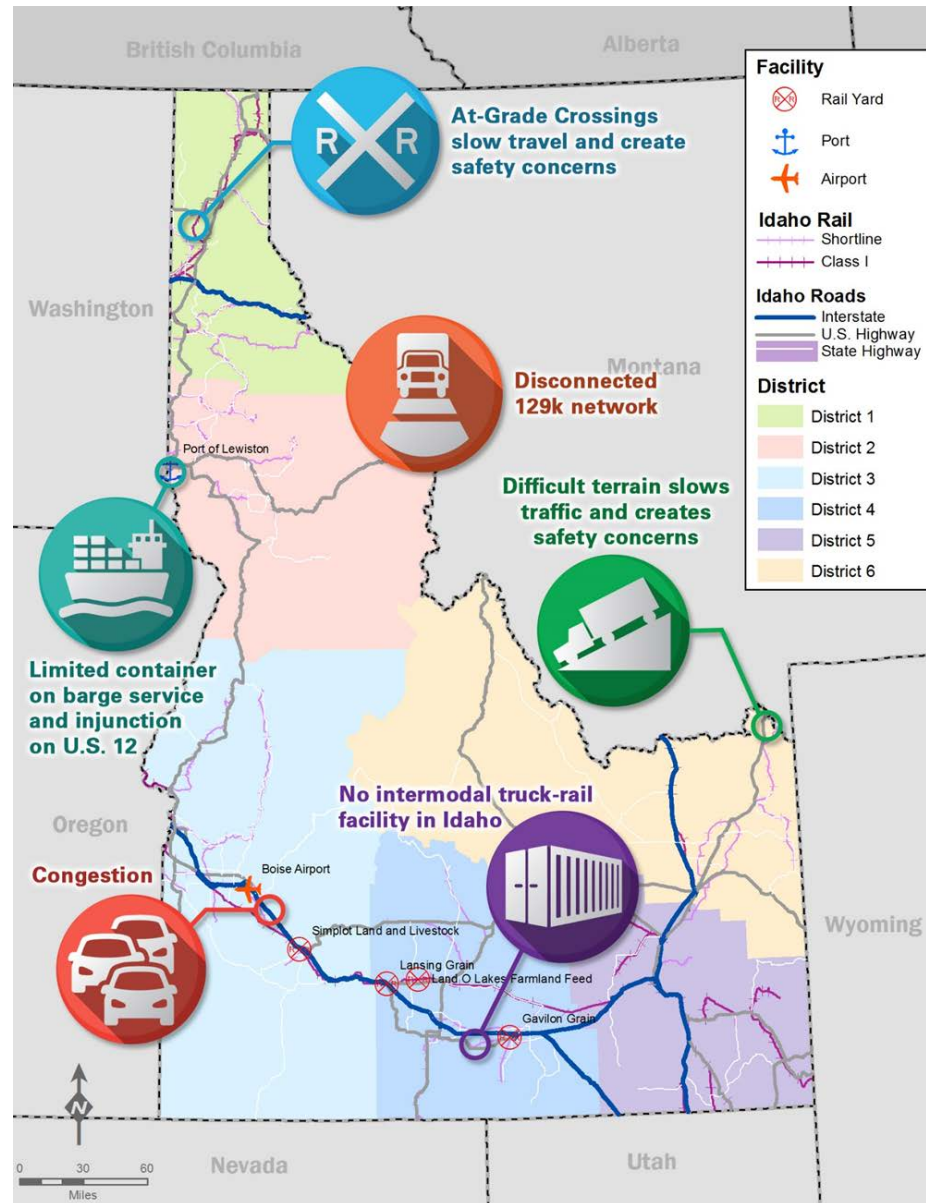 British Columbia
Alberta
At-Grade Crossings
slow travel and create
safety concerns
R R
Washington
Montana
Disconnected
129k network
Port of Lewiston
Difficult terrain slows
traffic and creates
safety concerns
Limited container
on barge service
and injunction
on U.S. 12
No intermodal truck-rail
facility in Idaho
Oregon
Congestion
Boise Airport
Simplot Land and Livestock
Lansing Grain
Land O Lakes Farmland Feed
Gavilon Grain
Wyoming
Nevada
Utah
N
0 30 60
Miles
Facility
R R
Rail Yard
Port
Airport
Idaho Rail
Shortline
Class I
Idaho Roads
Interstate
U.S. Highway
State Highway
District
District 1
District 2
District 3
District 4
District 5
District 6